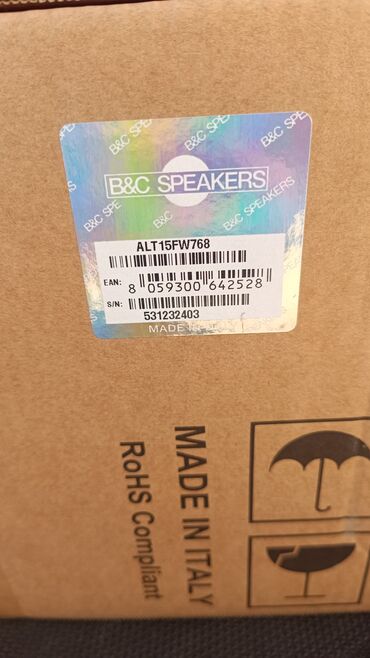 B&C SPEAKERS
ALT15FW768
EAN:
8 059300 642528
S/N:
531232403
MADE IN ITALY
RoHS Compliant